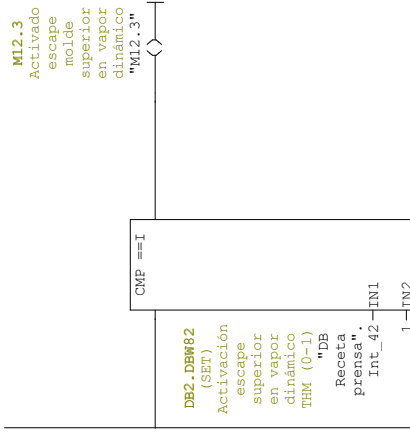 M12.3
Activado
escape
molde
superior
en vapor
dinámico
"M12.3"
CMP ==I
DB2.DBW82
(SET)
Activación
escape
superior
en vapor
dinámico
THM (0-1)
"DB
Receta
prensa".
Int_42 IN1
1 IN2